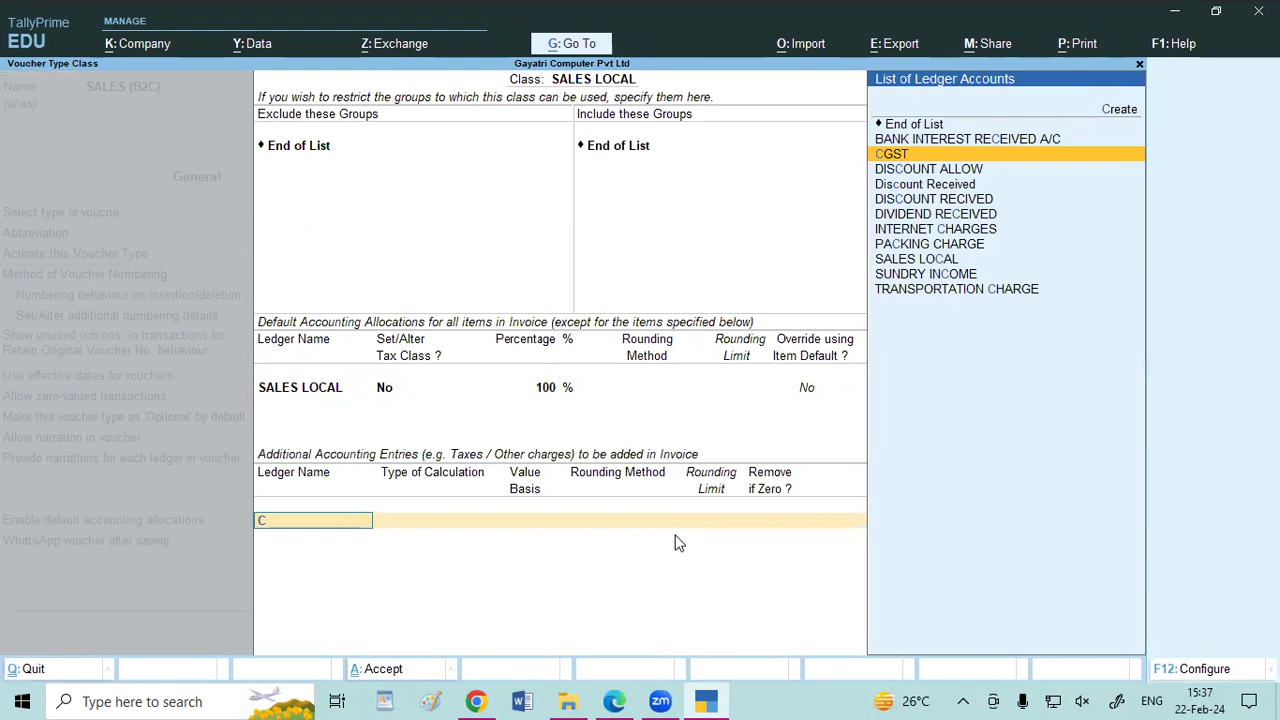 TallyPrime
EDU
MANAGE
K: Company
Y: Data
Z: Exchange
G: Go To
O: Import
E: Export
M: Share
P: Print
F1: Help
Voucher Type Class
Gayatri Computer Pvt Ltd
Name
SALES (B2C)
(alias)
General
Select type of vouche
Abbreviation :
Activate this Voucher Type :
Method of Voucher Numbering :
Numbering behaviour on insertion/deletion :
Set/Alter additional numbering details :
Show unused vch nos. in transactions for
Retain Original Voucher No. behaviour :
Use effective dates for vouchers :
Allow zero-valued transactions :
Make this voucher type as 'Optional' by default :
Allow narration in voucher :
Provide narrations for each ledger in voucher :
Enable default accounting allocations :
WhatsApp voucher after saving :
Class: SALES LOCAL
If you wish to restrict the groups to which this class can be used, specify them here.
Exclude these Groups
Include these Groups
♦ End of List
♦ End of List
Default Accounting Allocations for all items in Invoice (except for the items specified below)
Ledger Name Set/Alter Percentage % Rounding Rounding Override using
Tax Class ? Method Limit Item Default ?
SALES LOCAL No 100 % No
Additional Accounting Entries (e.g. Taxes / Other charges) to be added in Invoice
Ledger Name Type of Calculation Value Rounding Method Rounding Remove
Basis Limit if Zero ?
C
List of Ledger Accounts
Create
♦ End of List
BANK INTEREST RECEIVED A/C
CGST
DISCOUNT ALLOW
Discount Received
DISCOUNT RECIVED
DIVIDEND RECEIVED
INTERNET CHARGES
PACKING CHARGE
SALES LOCAL
SUNDRY INCOME
TRANSPORTATION CHARGE
Q: Quit
A: Accept
F12: Configure
Type here to search
26°C
ENG
15:37
22-Feb-24